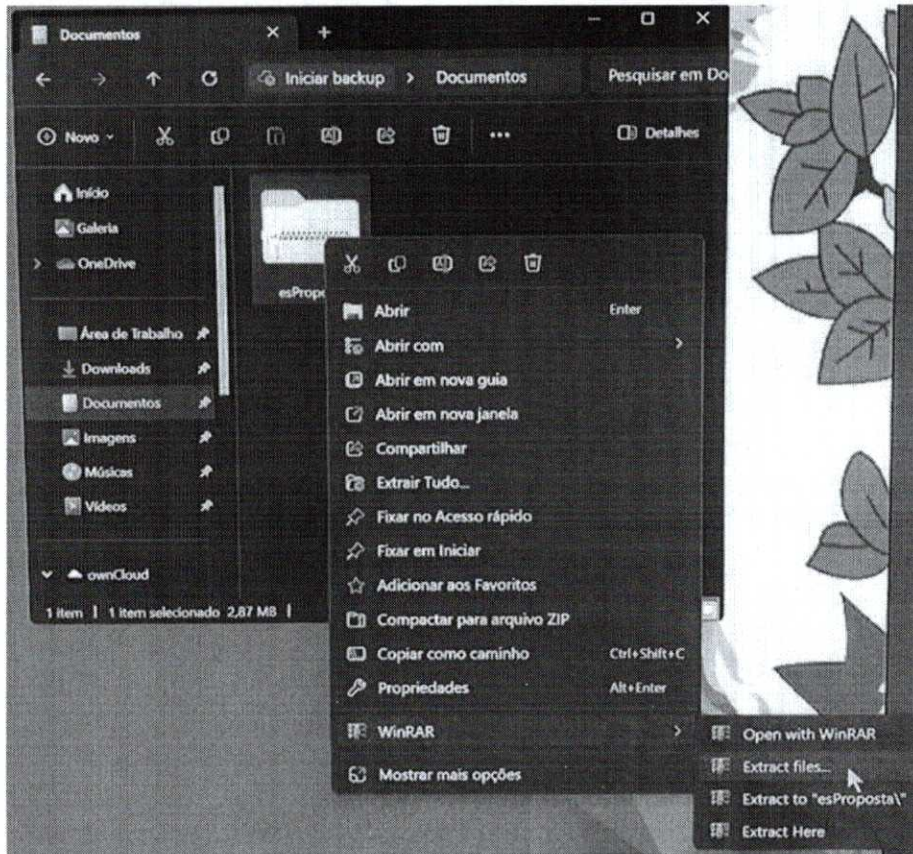 Documentos
Iniciar backup > Documentos
Pesquisar em Do
Novo
Detalhes
Início
Galeria
OneDrive
Área de Trabalho
Downloads
Documentos
Imagens
Músicas
Vídeos
ownCloud
1 item | 1 item selecionado 2,87 MB |
esPrope
Abrir Enter
Abrir com
Abrir em nova guia
Abrir em nova janela
Compartilhar
Extrair Tudo...
Fixar no Acesso rápido
Fixar em Iniciar
Adicionar aos Favoritos
Compactar para arquivo ZIP
Copiar como caminho Ctrl+Shift+C
Propriedades Alt+Enter
WinRAR
Mostrar mais opções
Open with WinRAR
Extract files...
Extract to "esProposta\"
Extract Here